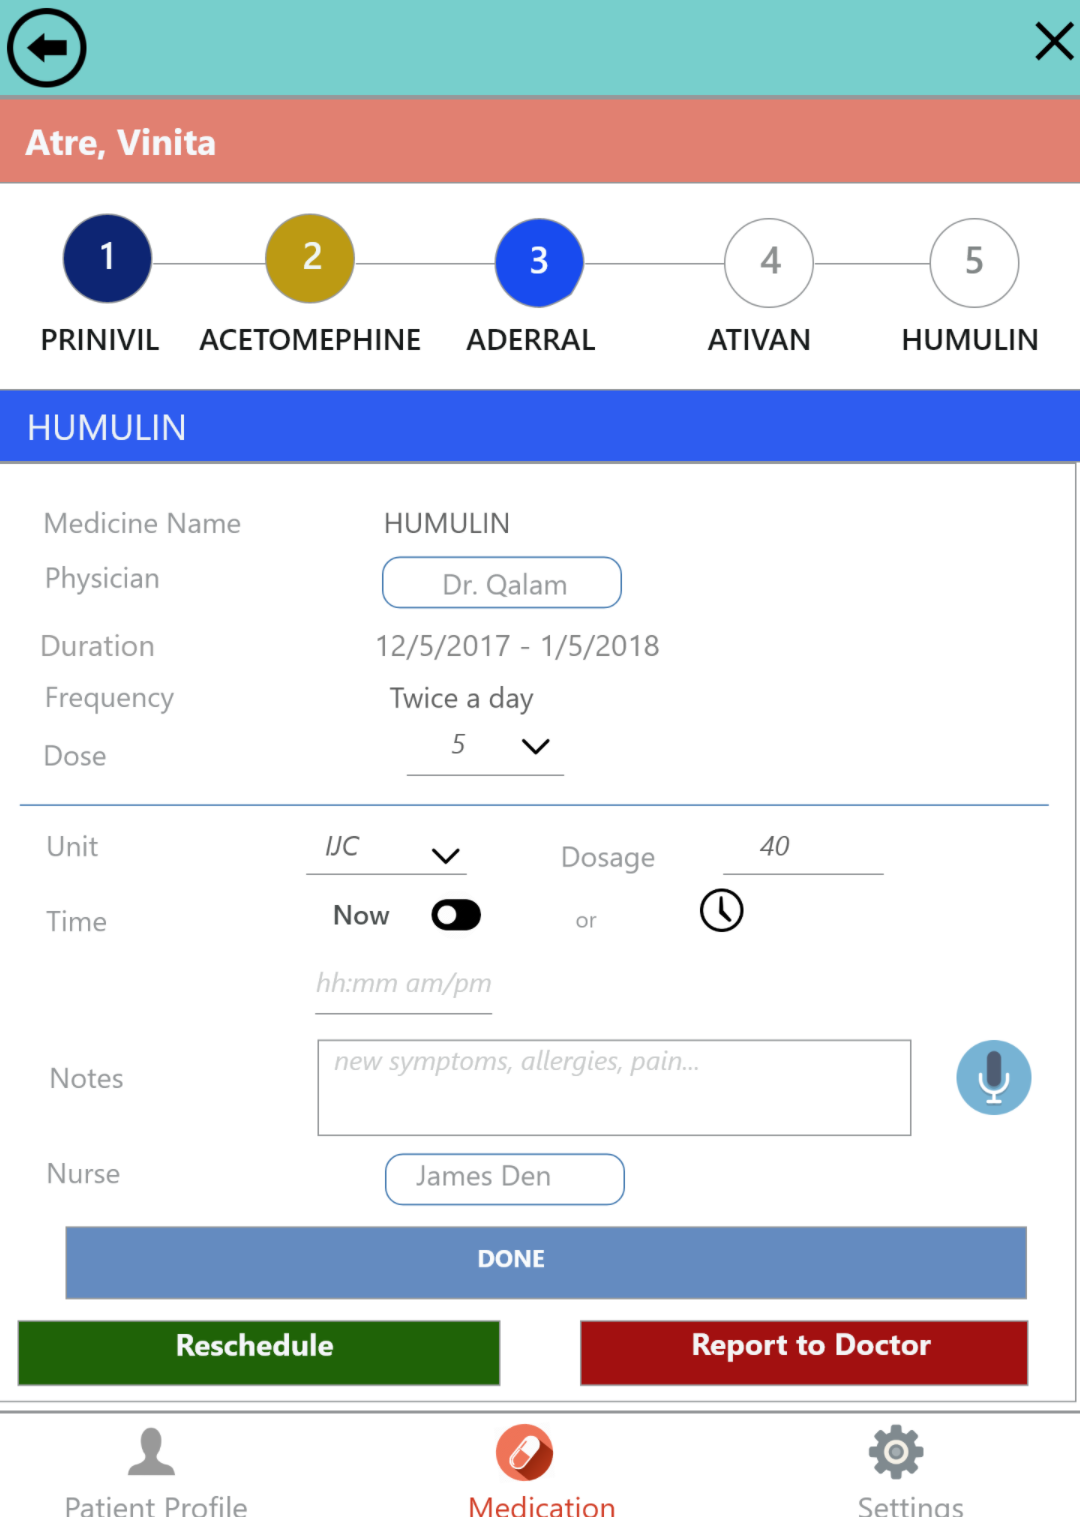 Atre, Vinita
1 2 3 4 5
PRINIVIL ACETOMEPHINE ADERRAL ATIVAN HUMULIN
HUMULIN
Medicine Name HUMULIN
Physician Dr. Qalam
Duration 12/5/2017 - 1/5/2018
Frequency Twice a day
Dose 5
Unit IJC Dosage 40
Time Now or
hh:mm am/pm
Notes new symptoms, allergies, pain...
Nurse James Den
DONE
Reschedule Report to Doctor
Patient Profile Medication Settings